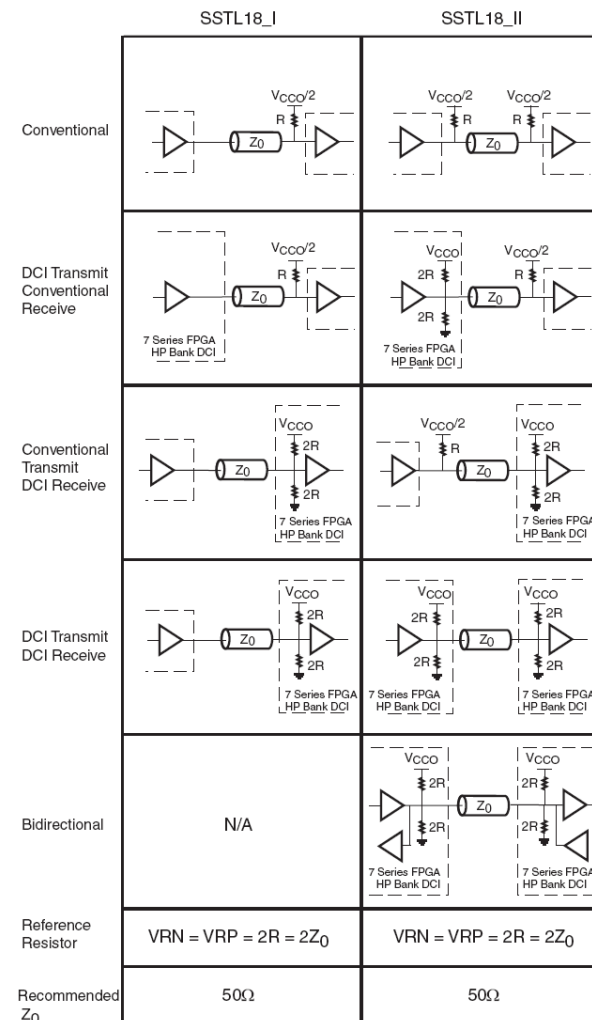 SSTL18_I SSTL18_II
Conventional
VCCO/2
R
Z0
VCCO/2 VCCO/2
R R
Z0
DCI Transmit
Conventional
Receive
VCCO/2
R
Z0
7 Series FPGA
HP Bank DCI
VCCO VCCO/2
2R R
Z0
2R
7 Series FPGA
HP Bank DCI
Conventional
Transmit
DCI Receive
VCCO
2R
Z0
2R
7 Series FPGA
HP Bank DCI
VCCO/2 VCCO
R 2R
Z0
2R
7 Series FPGA
HP Bank DCI
DCI Transmit
DCI Receive
VCCO
2R
Z0
2R
7 Series FPGA
HP Bank DCI
VCCO VCCO
2R 2R
Z0
2R 2R
7 Series FPGA 7 Series FPGA
HP Bank DCI HP Bank DCI
Bidirectional
N/A
VCCO VCCO
2R 2R
Z0
2R 2R
7 Series FPGA 7 Series FPGA
HP Bank DCI HP Bank DCI
Reference
Resistor
VRN = VRP = 2R = 2Z0 VRN = VRP = 2R = 2Z0
Recommended
Z0
50Ω 50Ω